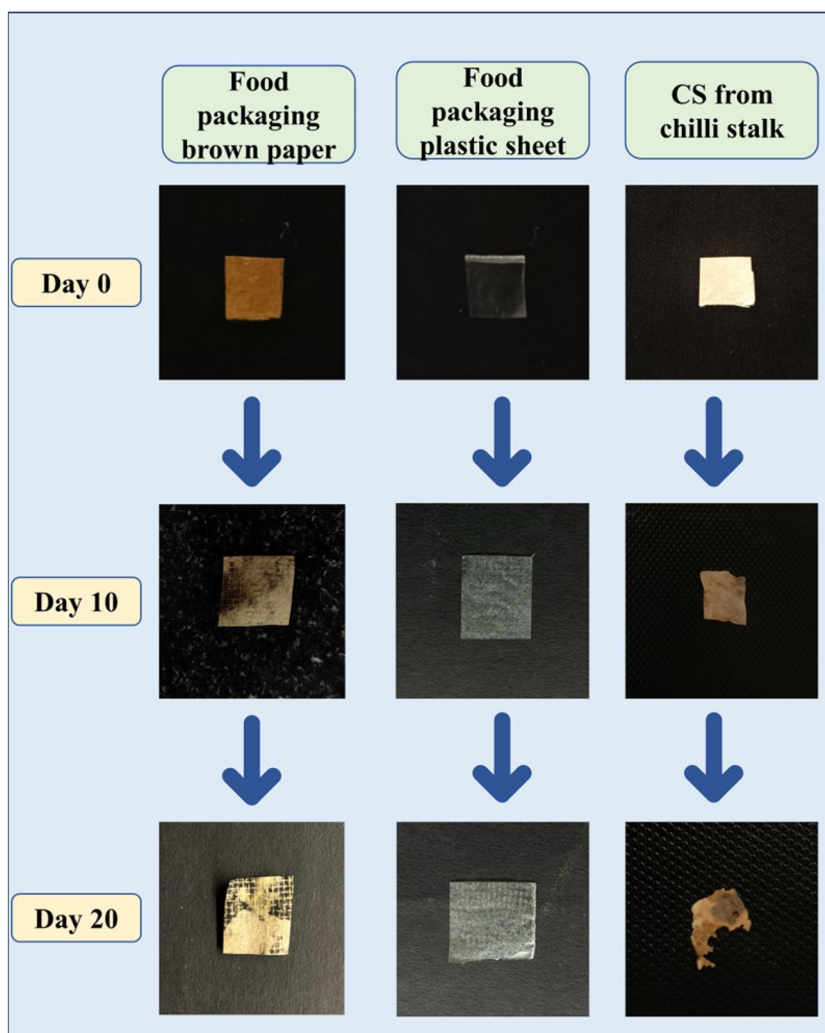 Food
packaging
brown paper
Food
packaging
plastic sheet
CS from
chilli stalk
Day 0
Day 10
Day 20